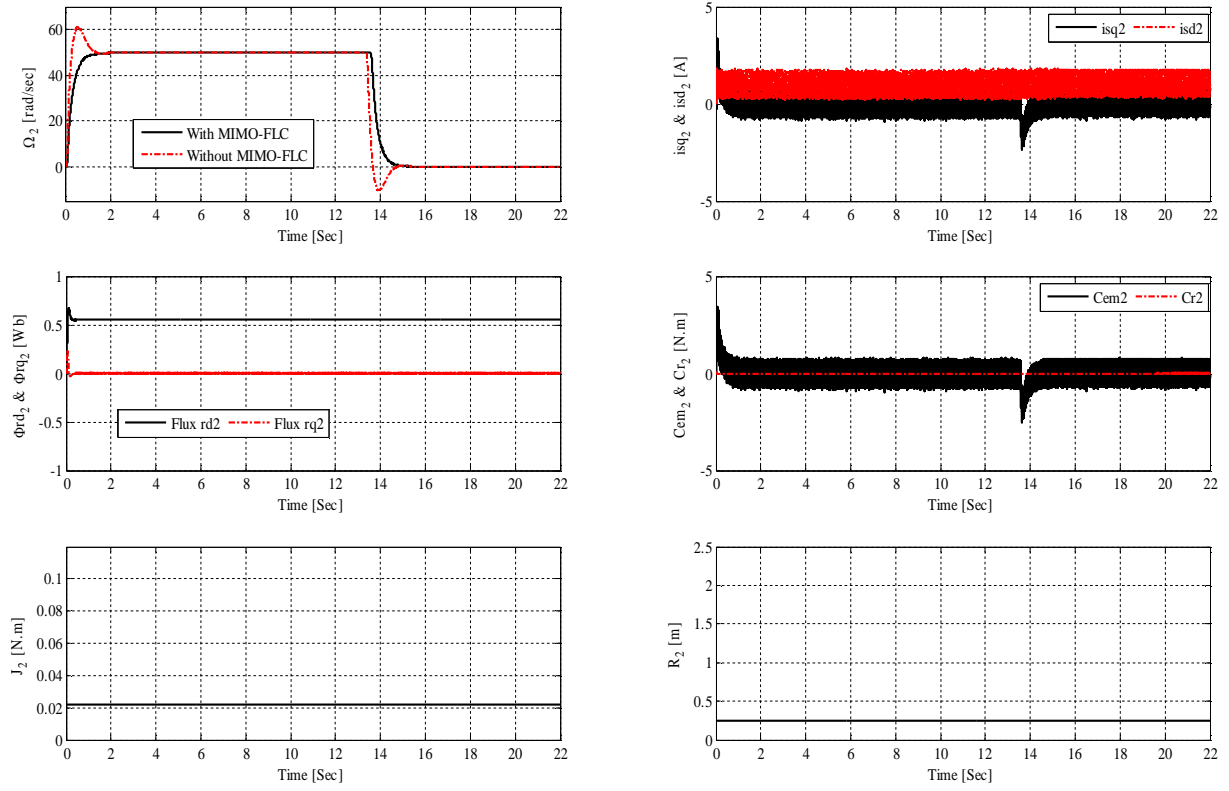 60
40
20
0
Ω2 [rad/sec]
With MIMO-FLC
Without MIMO-FLC
0 2 4 6 8 10 12 14 16 18 20 22
Time [Sec]
5
0
-5
isq2 & isd2 [A]
isq2 isd2
0 2 4 6 8 10 12 14 16 18 20 22
Time [Sec]
1
0.5
0
-0.5
-1
Φrd2 & Φrq2 [Wb]
Flux rd2 Flux rq2
0 2 4 6 8 10 12 14 16 18 20 22
Time [Sec]
5
0
-5
Cem2 & Cr2 [N.m]
Cem2 Cr2
0 2 4 6 8 10 12 14 16 18 20 22
Time [Sec]
0.1
0.08
0.06
0.04
0.02
0
J2 [N.m]
0 2 4 6 8 10 12 14 16 18 20 22
Time [Sec]
2.5
2
1.5
1
0.5
0
R2 [m]
0 2 4 6 8 10 12 14 16 18 20 22
Time [Sec]